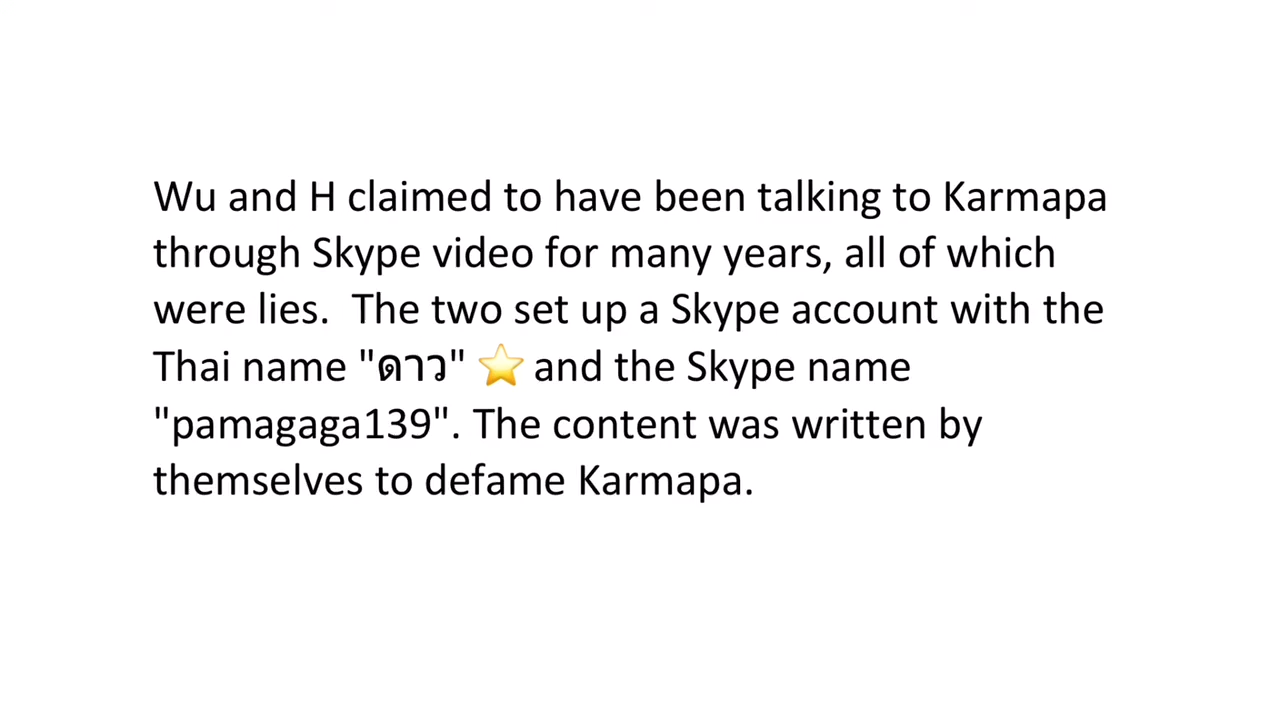 Wu and H claimed to have been talking to Karmapa
through Skype video for many years, all of which
were lies.  The two set up a Skype account with the
Thai name "ดาว" ⭐ and the Skype name
"pamagaga139". The content was written by
themselves to defame Karmapa.